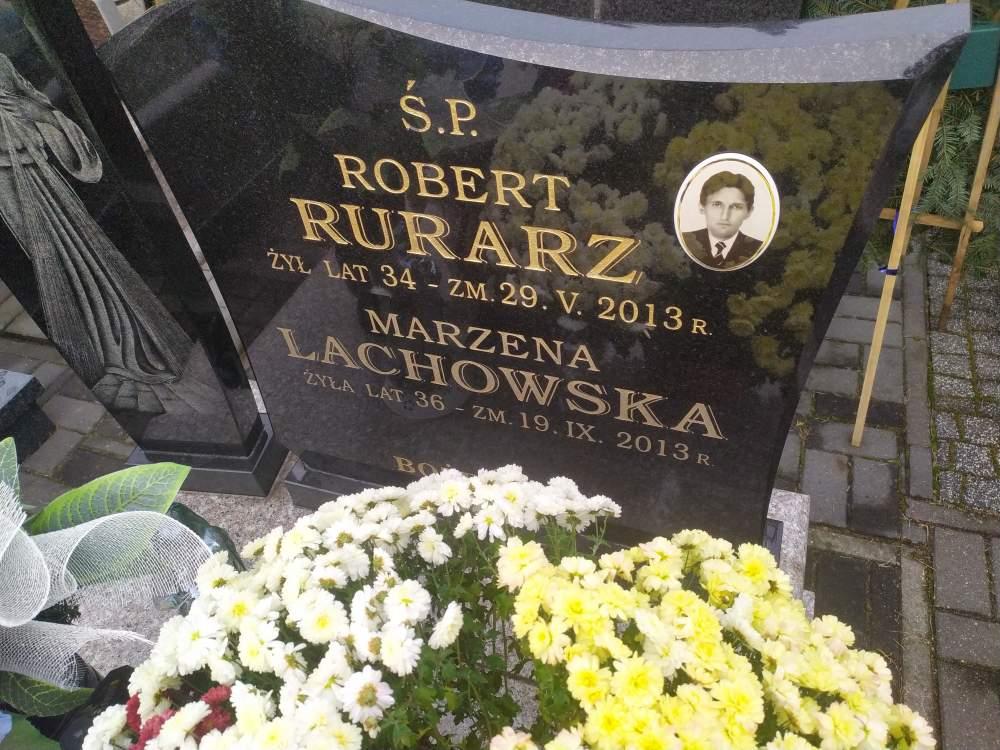 Ś.P.
ROBERT
RURARZ
ŻYŁ LAT 34 - ZM. 29. V. 2013 R.
MARZENA
LACHOWSKA
ŻYŁA LAT 36 - ZM. 19. IX. 2013 R.